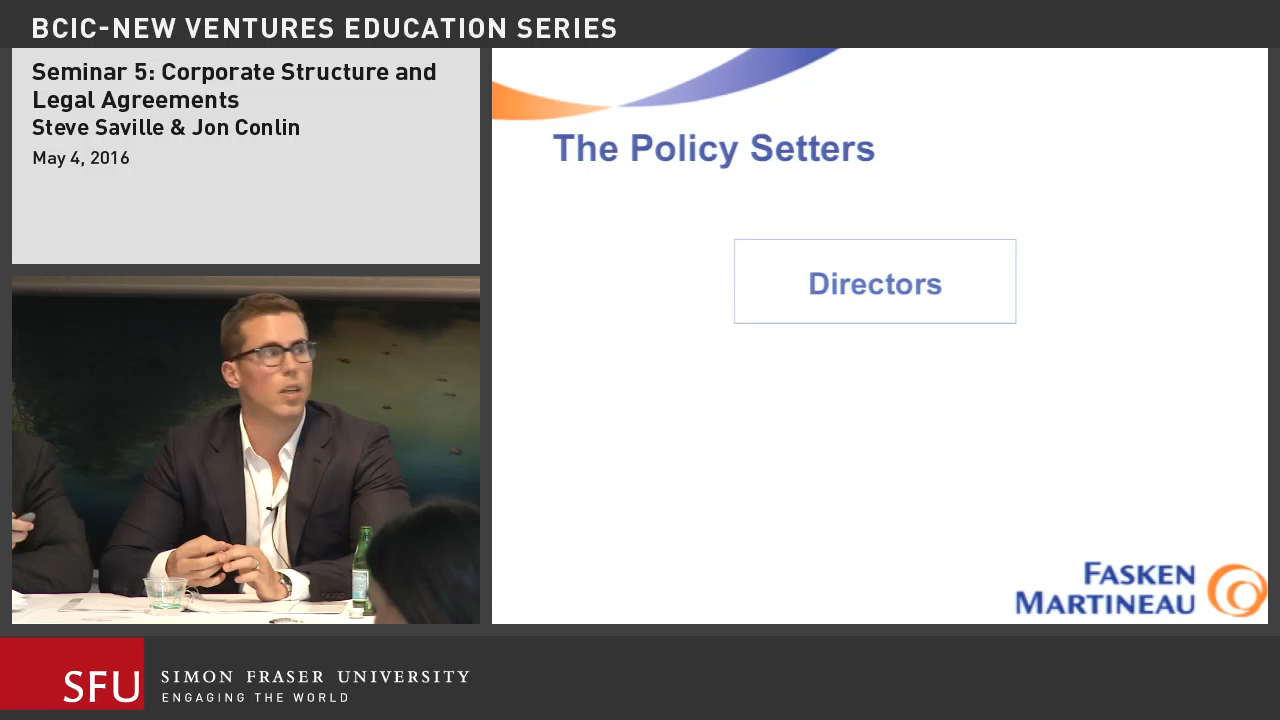 BCIC-NEW VENTURES EDUCATION SERIES
Seminar 5: Corporate Structure and
Legal Agreements
Steve Saville & Jon Conlin
May 4, 2016
The Policy Setters
Directors
FASKEN
MARTINEAU
SFU
SIMON FRASER UNIVERSITY
ENGAGING THE WORLD